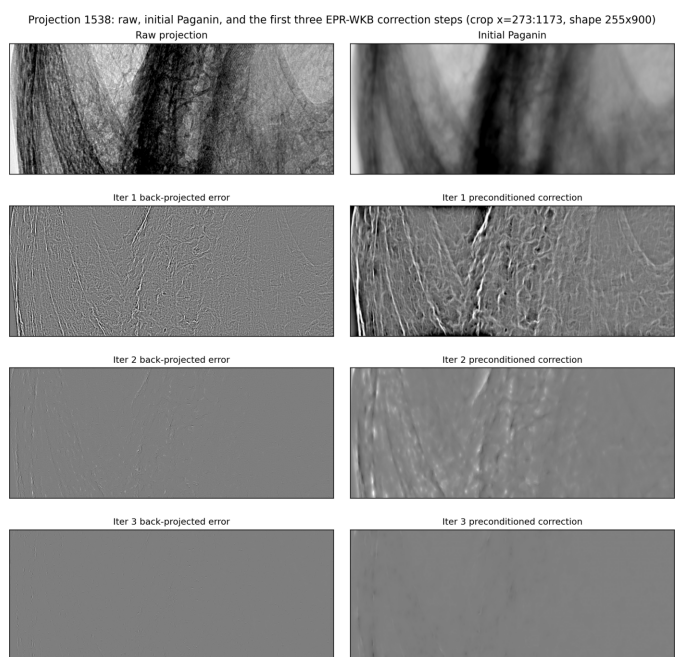 Projection 1538: raw, initial Paganin, and the first three EPR-WKB correction steps (crop x=273:1173, shape 255x900)
Raw projection
Initial Paganin
Iter 1 back-projected error
Iter 1 preconditioned correction
Iter 2 back-projected error
Iter 2 preconditioned correction
Iter 3 back-projected error
Iter 3 preconditioned correction